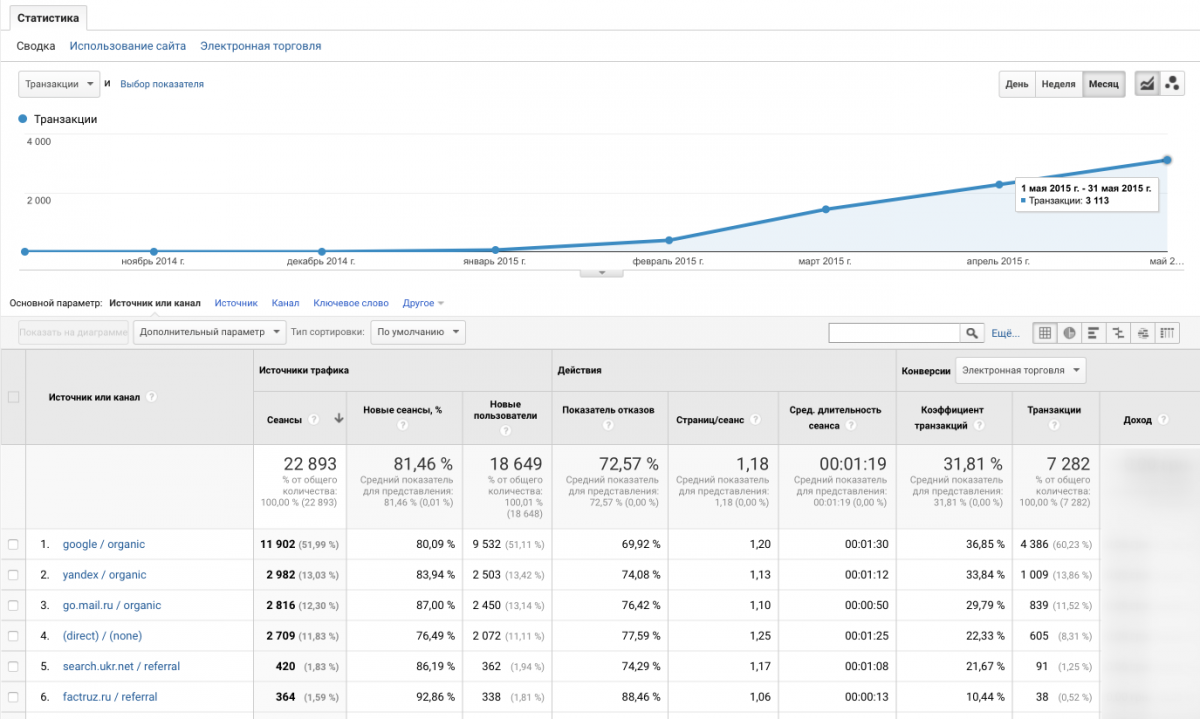 Статистика
Сводка Использование сайта Электронная торговля
Транзакции и Выбор показателя День Неделя Месяц
Транзакции
4 000
2 000
1 мая 2015 г. - 31 мая 2015 г.
Транзакции: 3 113
ноябрь 2014 г. декабрь 2014 г. январь 2015 г. февраль 2015 г. март 2015 г. апрель 2015 г. май 2...
Основной параметр: Источник или канал Источник Канал Ключевое слово Другое
Показать на диаграмме Дополнительный параметр Тип сортировки: По умолчанию Ещё...
Источник или канал ?
Источники трафика Действия Конверсии Электронная торговля
Сеансы ? Новые сеансы, % ? Новые пользователи ? Показатель отказов ? Страниц/сеанс ? Сред. длительность сеанса ? Коэффициент транзакций ? Транзакции ? Доход ?
22 893 81,46 % 18 649 72,57 % 1,18 00:01:19 31,81 % 7 282
% от общего количества: 100,00 % (22 893) Средний показатель для представления: 81,46 % (0,01 %) % от общего количества: 100,01 % (18 648) Средний показатель для представления: 72,57 % (0,00 %) Средний показатель для представления: 1,18 (0,00 %) Средний показатель для представления: 00:01:19 (0,00 %) Средний показатель для представления: 31,81 % (0,00 %) % от общего количества: 100,00 % (7 282)
1. google / organic 11 902 (51,99 %) 80,09 % 9 532 (51,11 %) 69,92 % 1,20 00:01:30 36,85 % 4 386 (60,23 %)
2. yandex / organic 2 982 (13,03 %) 83,94 % 2 503 (13,42 %) 74,08 % 1,13 00:01:12 33,84 % 1 009 (13,86 %)
3. go.mail.ru / organic 2 816 (12,30 %) 87,00 % 2 450 (13,14 %) 76,42 % 1,10 00:00:50 29,79 % 839 (11,52 %)
4. (direct) / (none) 2 709 (11,83 %) 76,49 % 2 072 (11,11 %) 77,59 % 1,25 00:01:25 22,33 % 605 (8,31 %)
5. search.ukr.net / referral 420 (1,83 %) 86,19 % 362 (1,94 %) 74,29 % 1,17 00:01:08 21,67 % 91 (1,25 %)
6. factruz.ru / referral 364 (1,59 %) 92,86 % 338 (1,81 %) 88,46 % 1,06 00:00:13 10,44 % 38 (0,52 %)